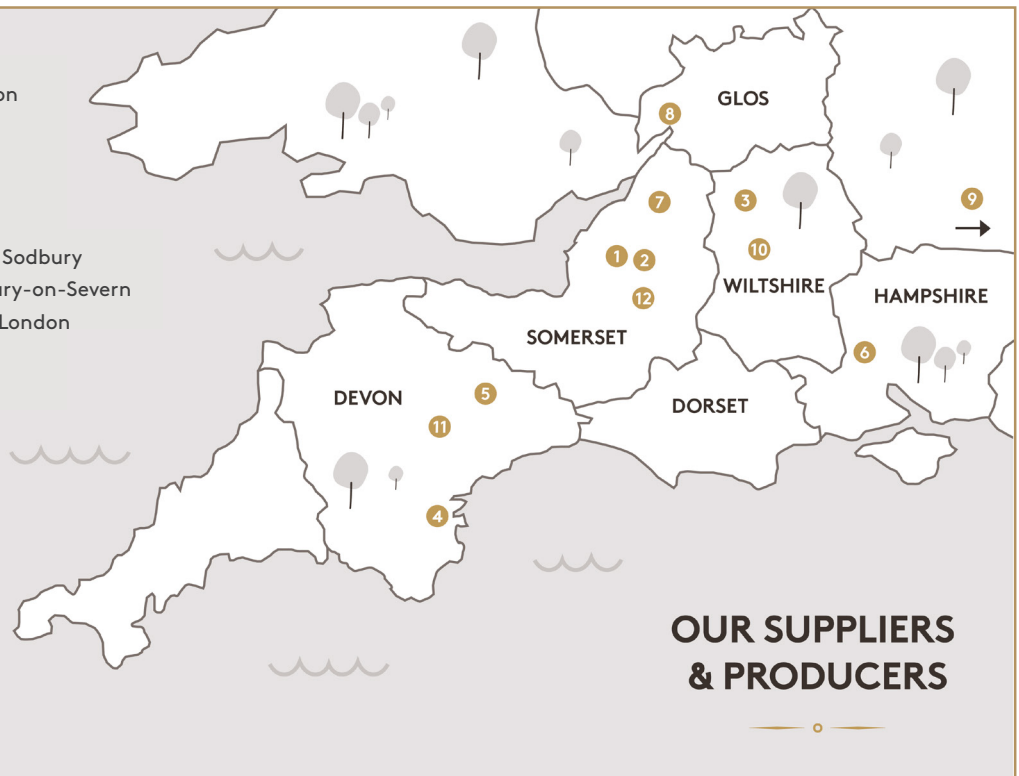 on
Sodbury
ury-on-Severn
London
GLOS
8
7
3
9
1
2
10
12
WILTSHIRE
HAMPSHIRE
SOMERSET
6
DEVON
5
DORSET
11
4
OUR SUPPLIERS
& PRODUCERS